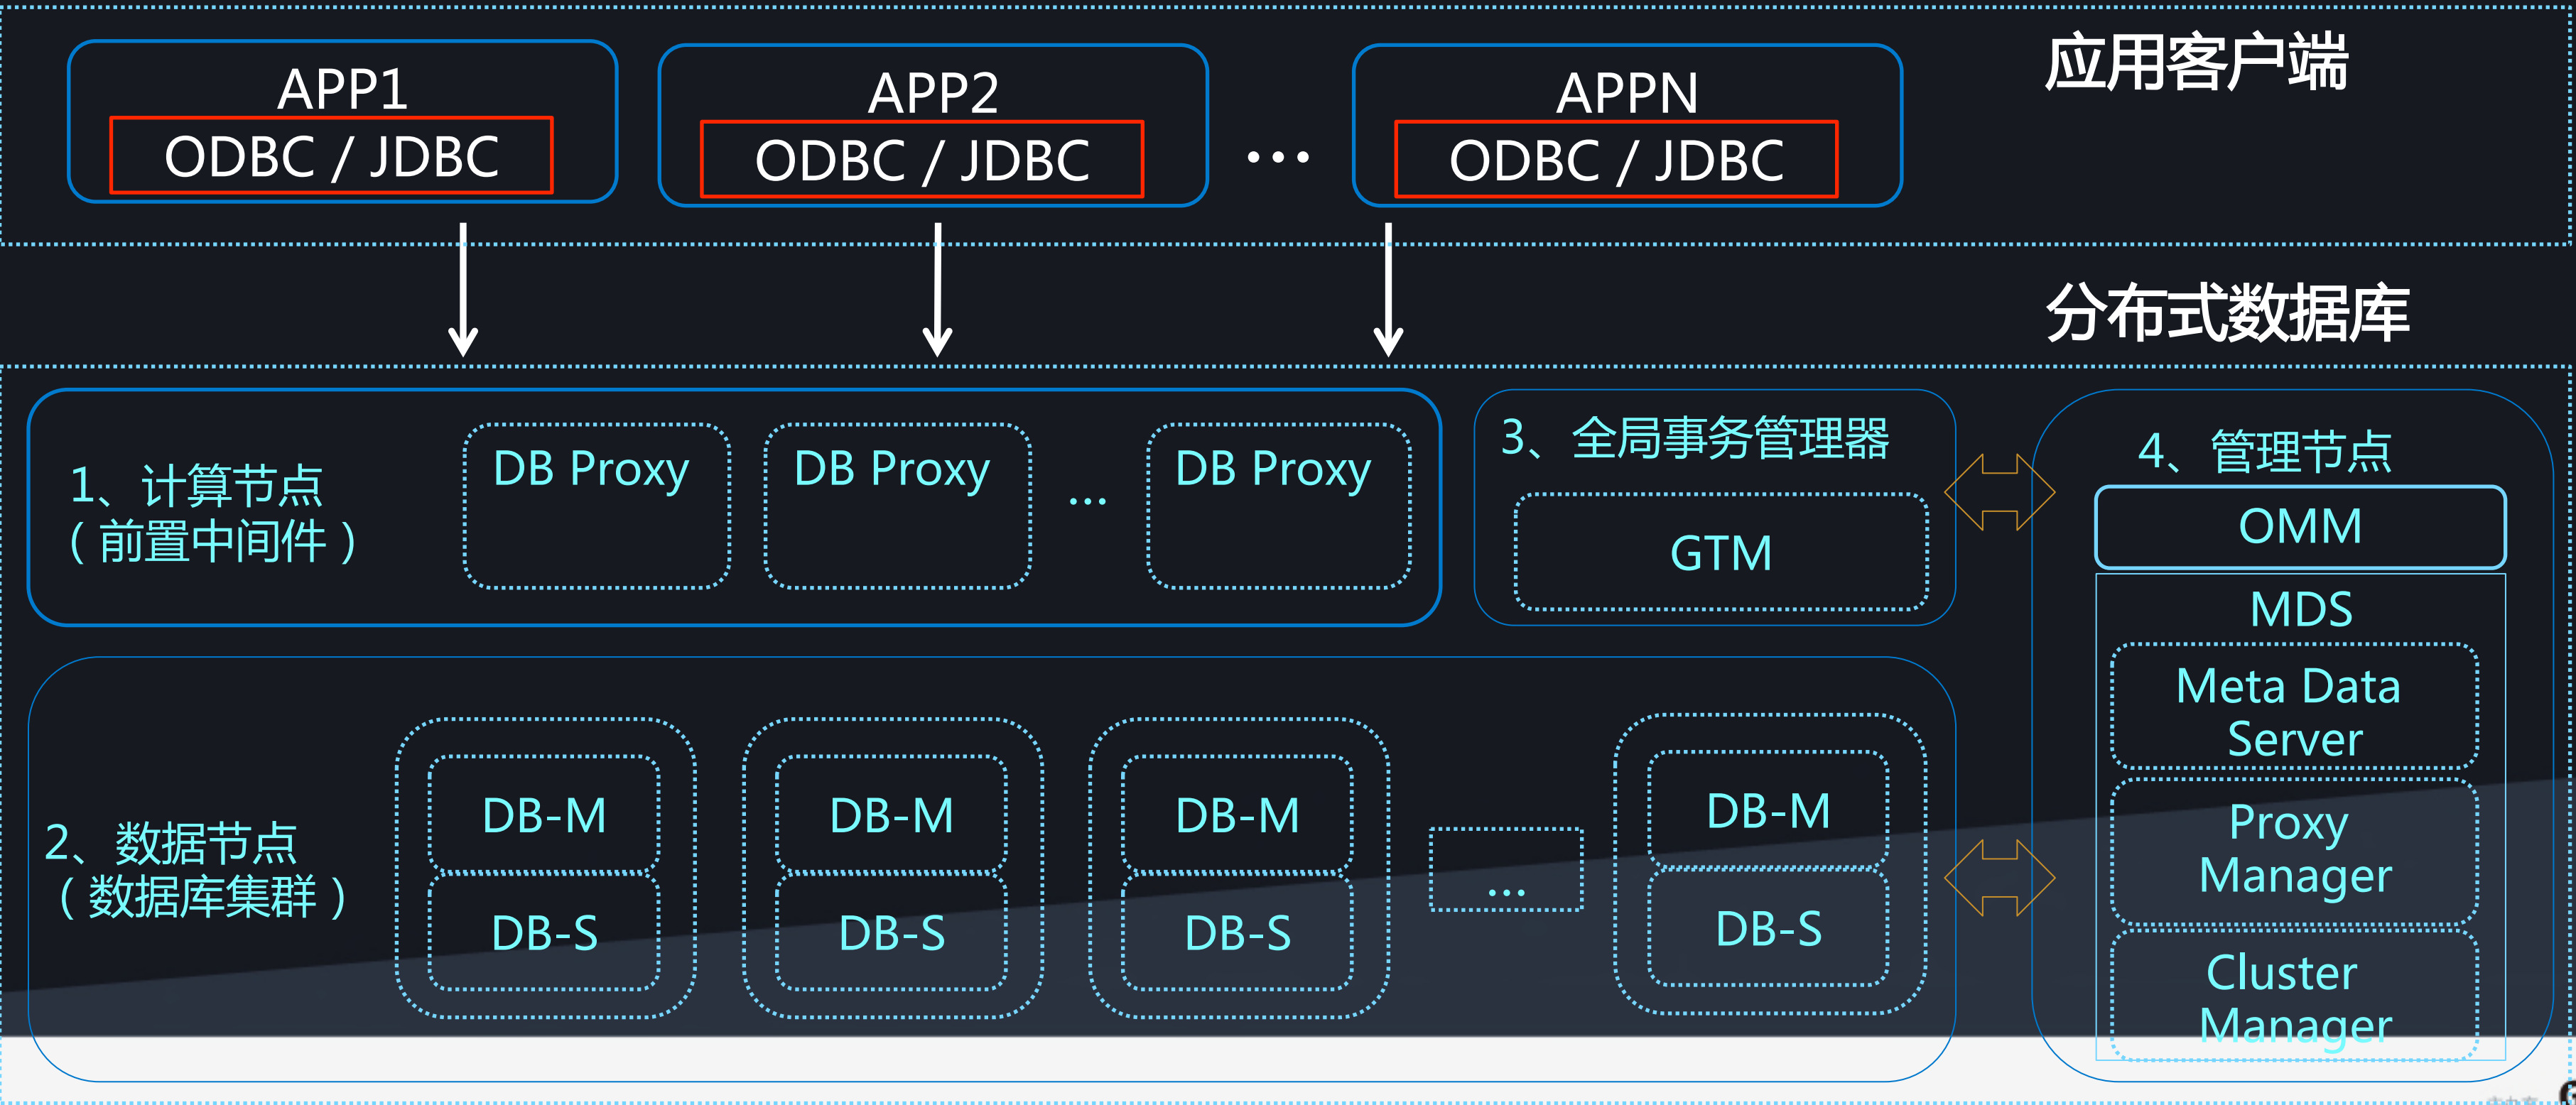 应用客户端
APP1
ODBC / JDBC
APP2
ODBC / JDBC
...
APPN
ODBC / JDBC
分布式数据库
1、计算节点
（前置中间件）
DB Proxy
DB Proxy
...
DB Proxy
3、全局事务管理器
GTM
4、管理节点
OMM
MDS
Meta Data
Server
Proxy
Manager
Cluster
Manager
2、数据节点
（数据库集群）
DB-M
DB-S
DB-M
DB-S
DB-M
DB-S
...
DB-M
DB-S